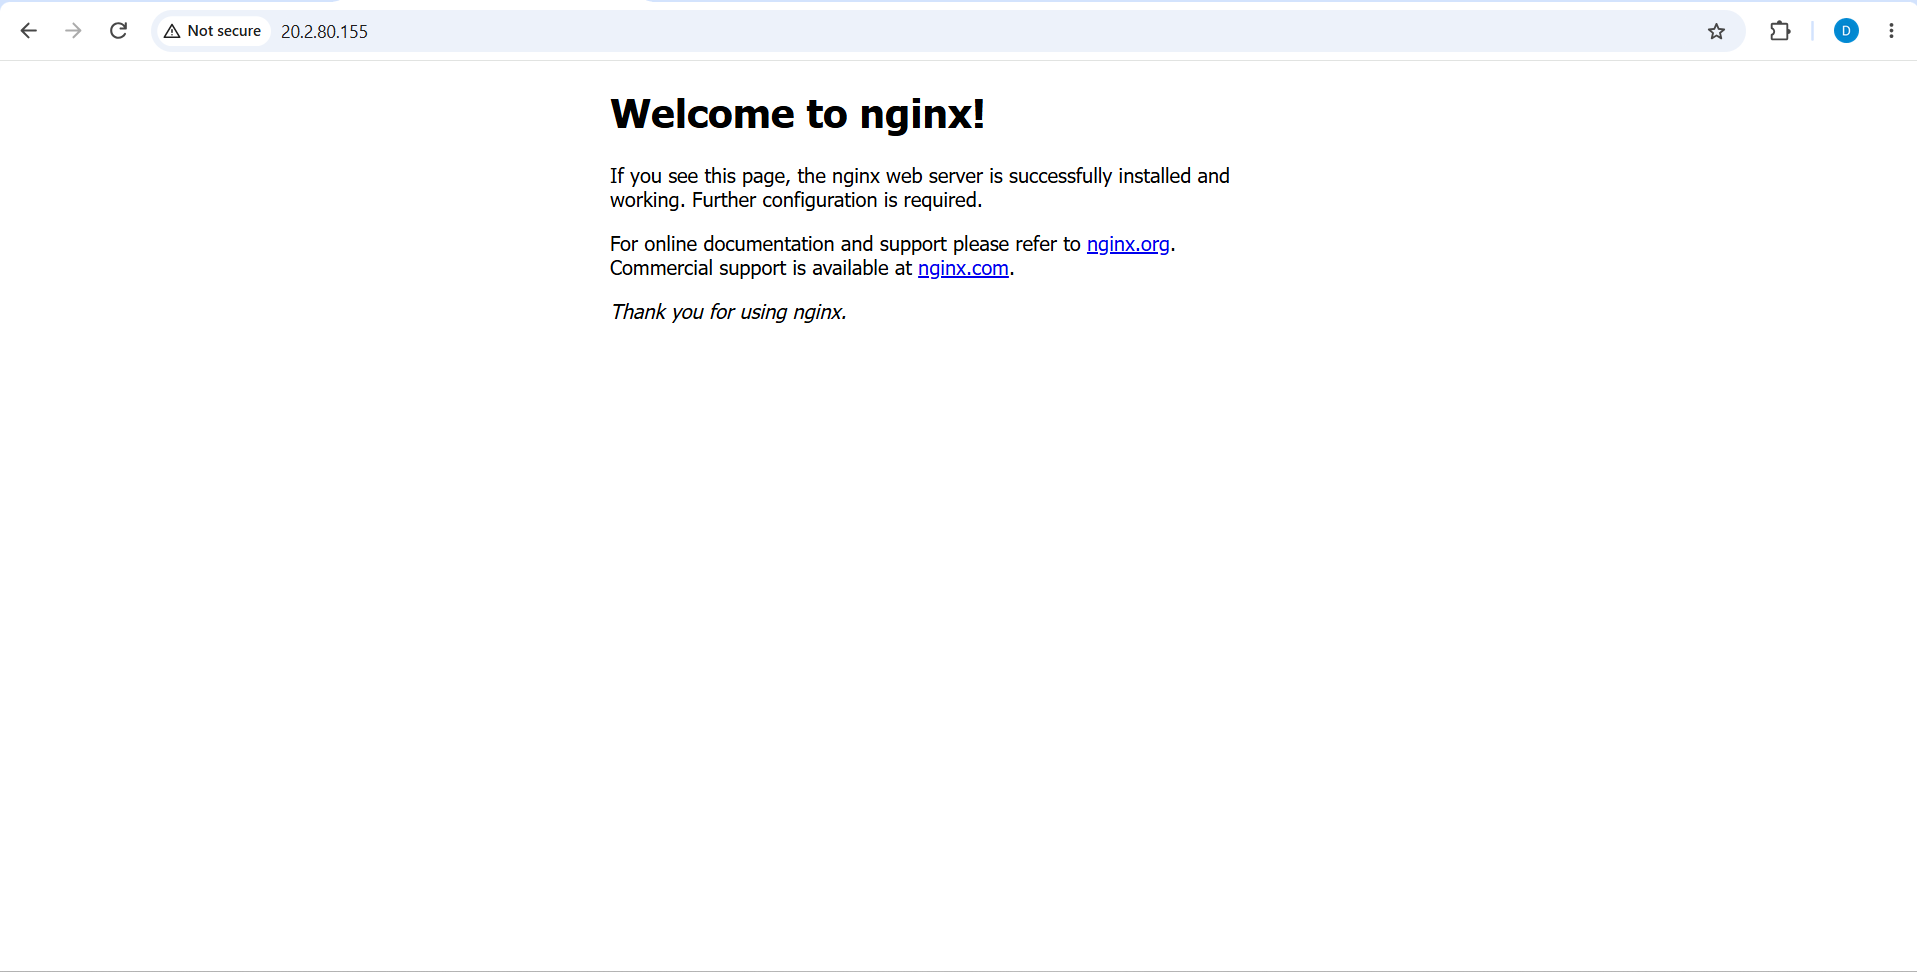 Not secure 20.2.80.155
D
Welcome to nginx!
If you see this page, the nginx web server is successfully installed and
working. Further configuration is required.
For online documentation and support please refer to nginx.org.
Commercial support is available at nginx.com.
Thank you for using nginx.